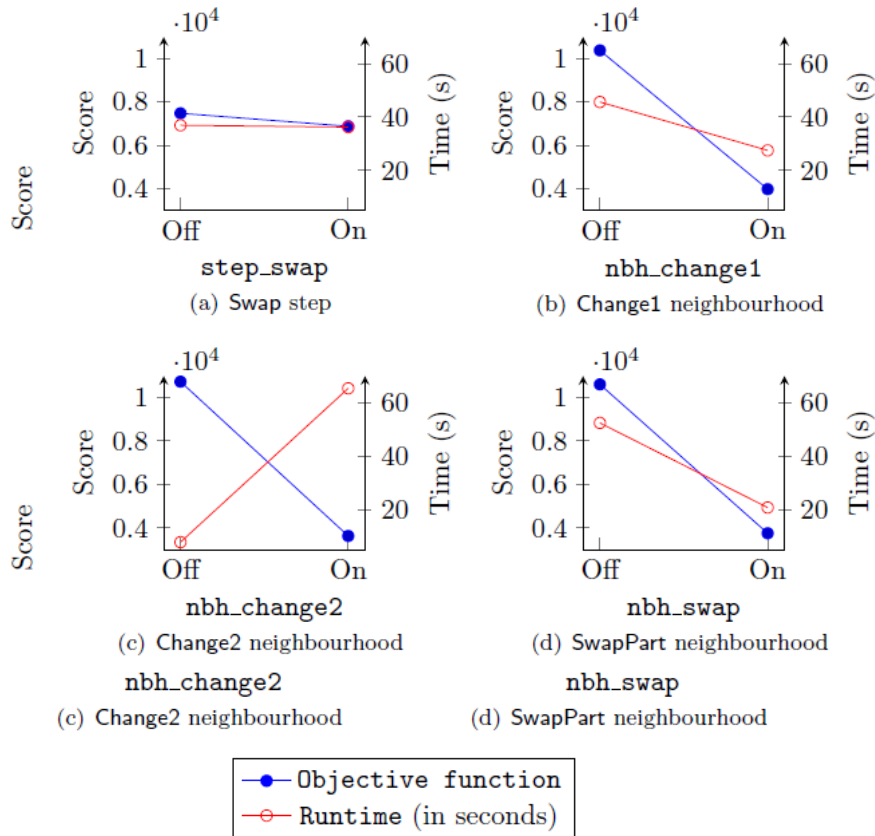 ·10^4
·10^4
1
0.8
0.6
0.4
Score
Score
60
40
20
Time (s)
Off
On
step_swap
(a) Swap step
1
0.8
0.6
0.4
Score
60
40
20
Time (s)
Off
On
nbh_change1
(b) Change1 neighbourhood
·10^4
·10^4
1
0.8
0.6
0.4
Score
Score
60
40
20
Time (s)
Off
On
nbh_change2
(c) Change2 neighbourhood
1
0.8
0.6
0.4
Score
60
40
20
Time (s)
Off
On
nbh_swap
(d) SwapPart neighbourhood
nbh_change2
nbh_swap
(c) Change2 neighbourhood
(d) SwapPart neighbourhood
Objective function
Runtime (in seconds)